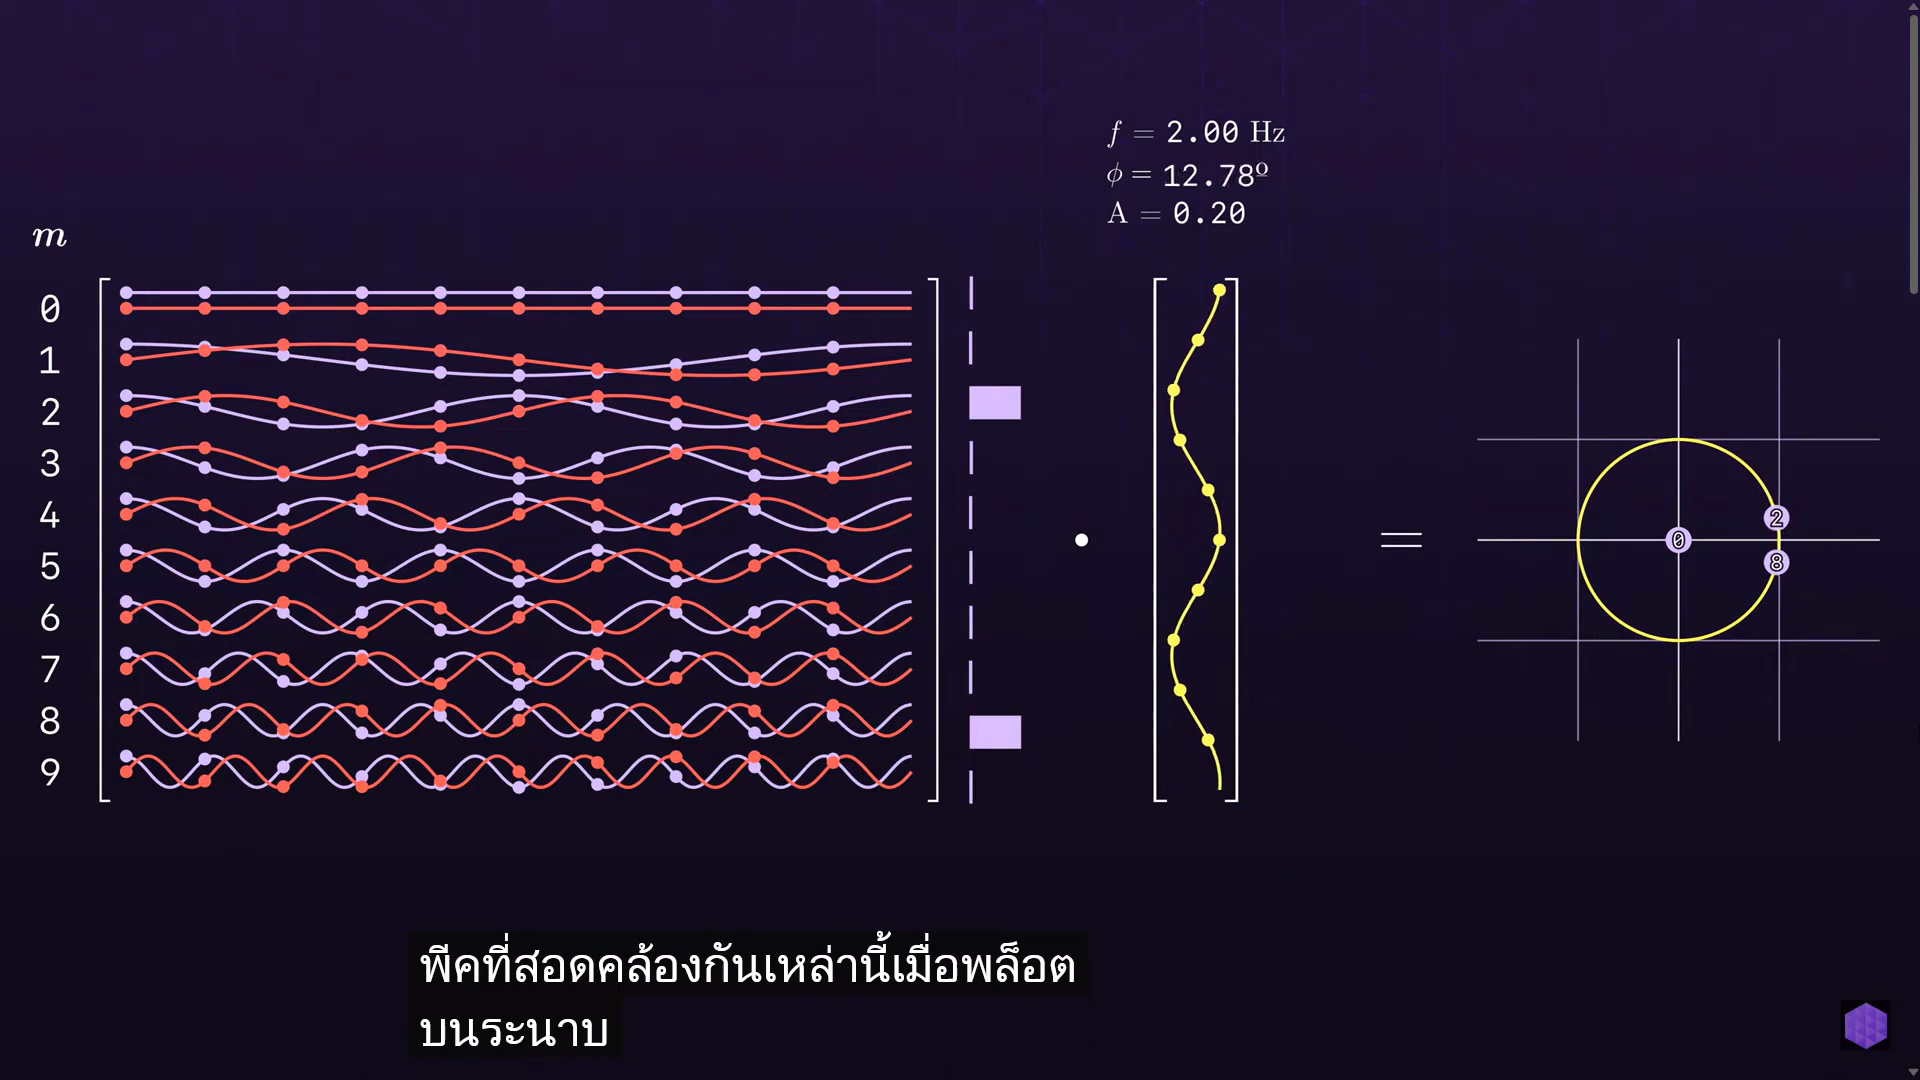 f = 2.00 Hz
ϕ = 12.78º
A = 0.20
m
0
1
2
3
4
5
6
7
8
9
=
2
0
8
พีคที่สอดคล้องกันเหล่านี้เมื่อพล็อต
บนระนาบ